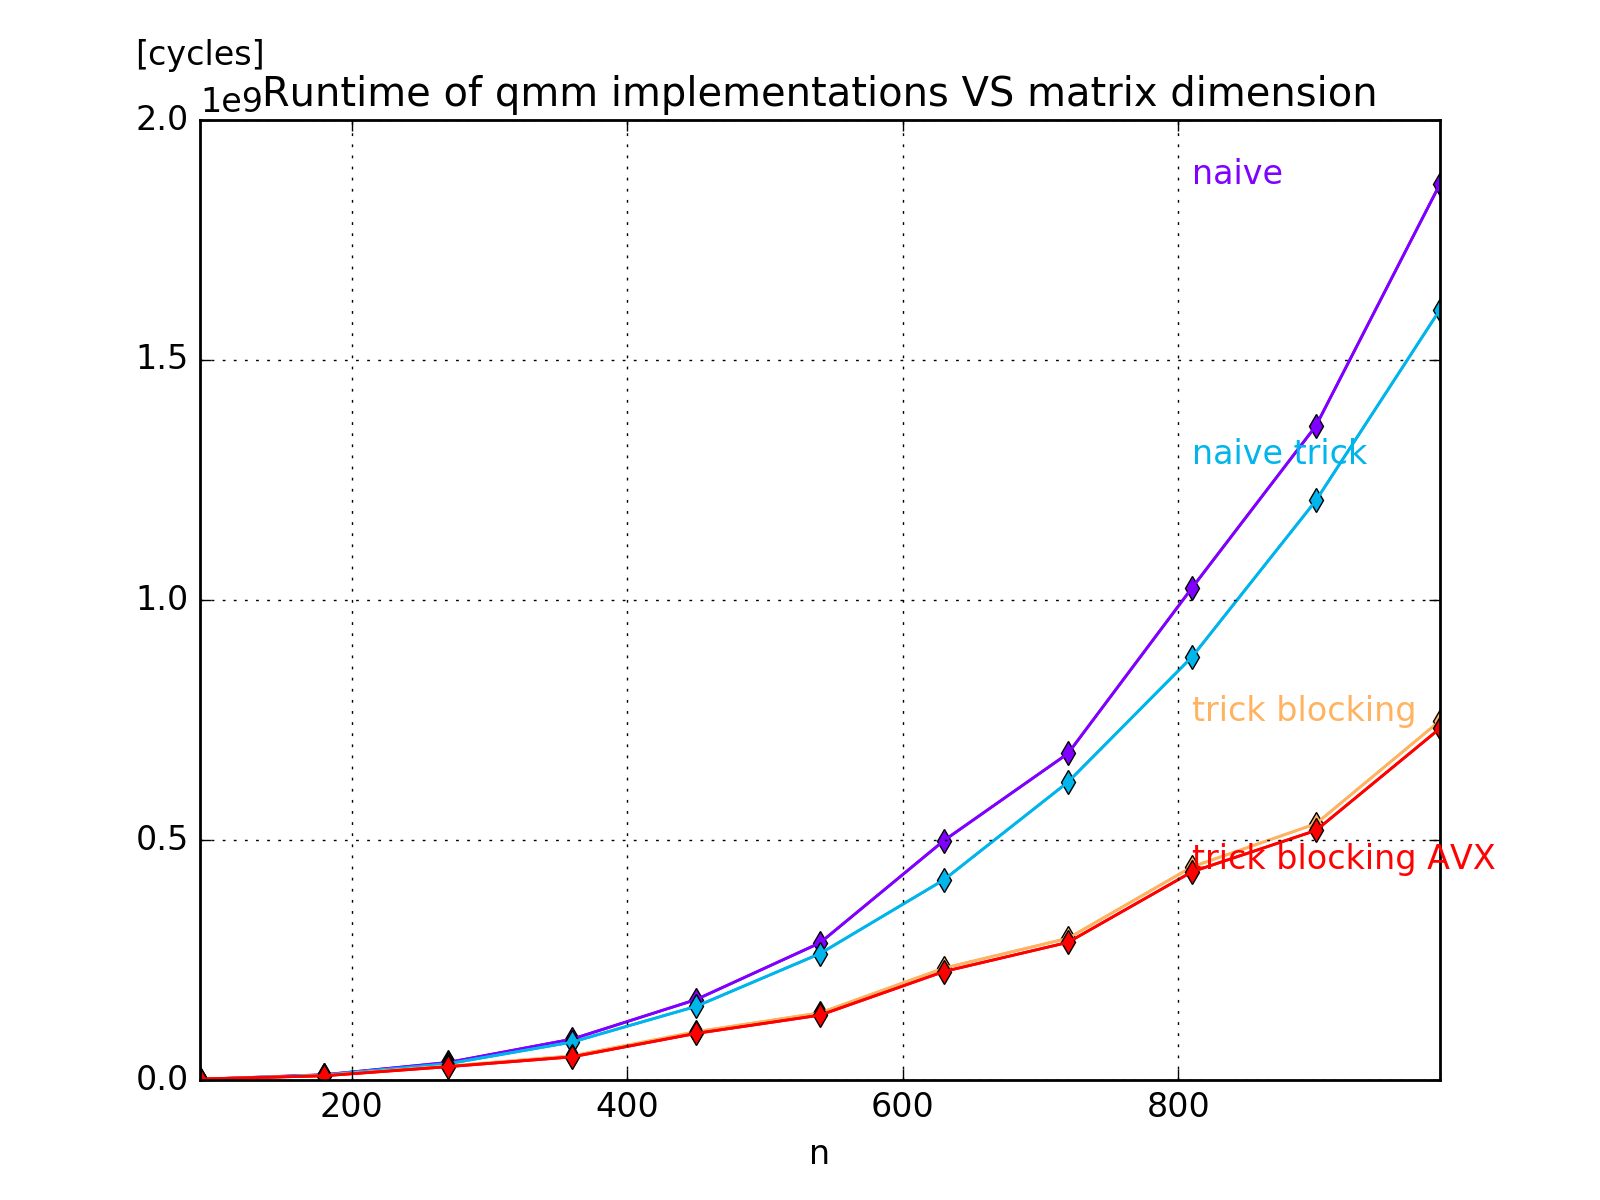 [cycles]
1e9
Runtime of qmm implementations VS matrix dimension
2.0
naive
1.5
naive trick
1.0
trick blocking
0.5
trick blocking AVX
0.0
200 400 600 800
n